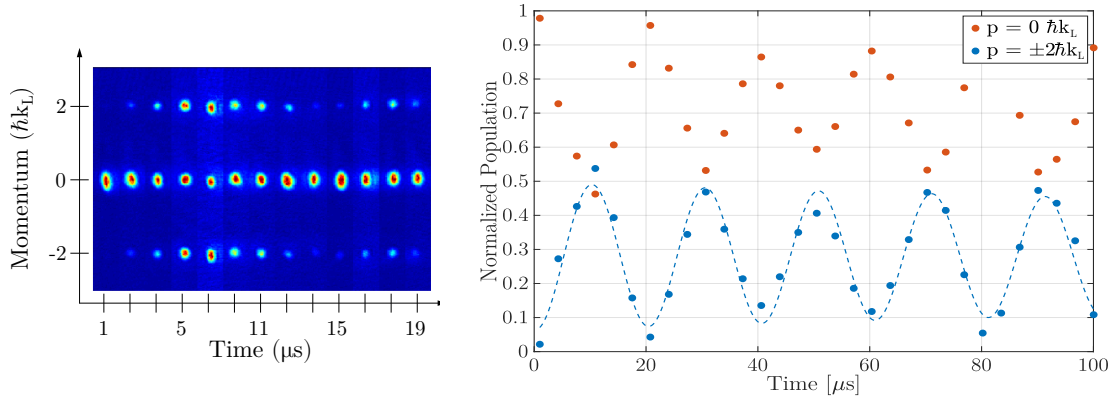 Momentum (ħk_L)
2
0
-2
1 5 11 15 19
Time (μs)
Normalized Population
1
0.9
0.8
0.7
0.6
0.5
0.4
0.3
0.2
0.1
0
0 20 40 60 80 100
Time [μs]
p = 0 ħk_L
p = ±2ħk_L